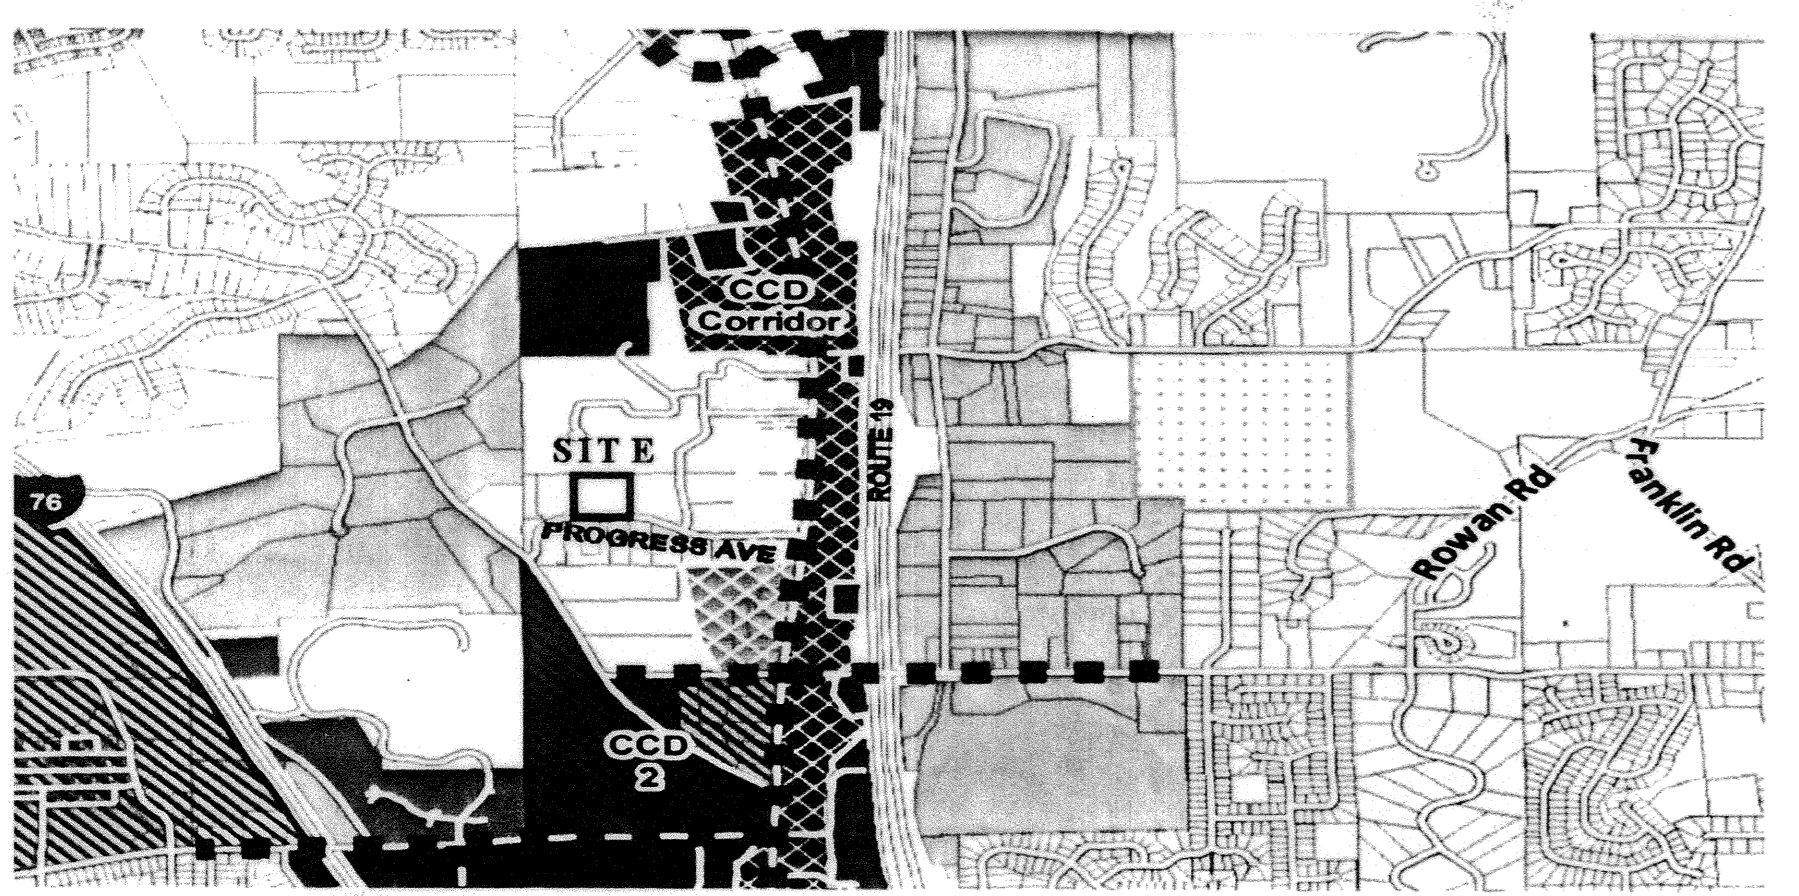 CCD
Corridor
ROUTE 19
SITE
76
PROGRESS AVE
Rowan Rd
Franklin Rd
CCD
2